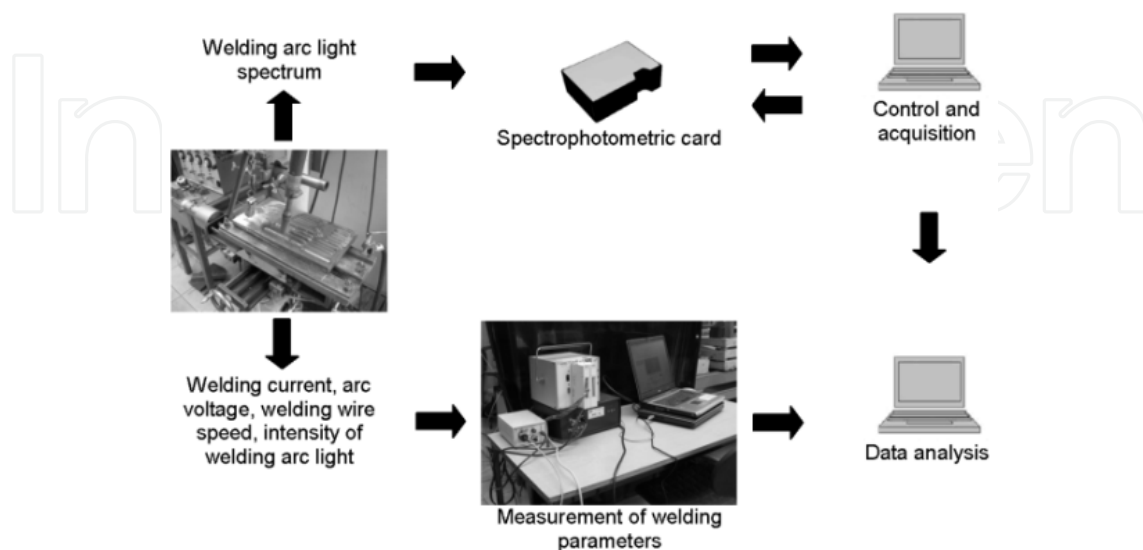 Welding arc light
spectrum
Spectrophotometric card
Control and
acquisition
Welding current, arc
voltage, welding wire
speed, intensity of
welding arc light
Measurement of welding
parameters
Data analysis